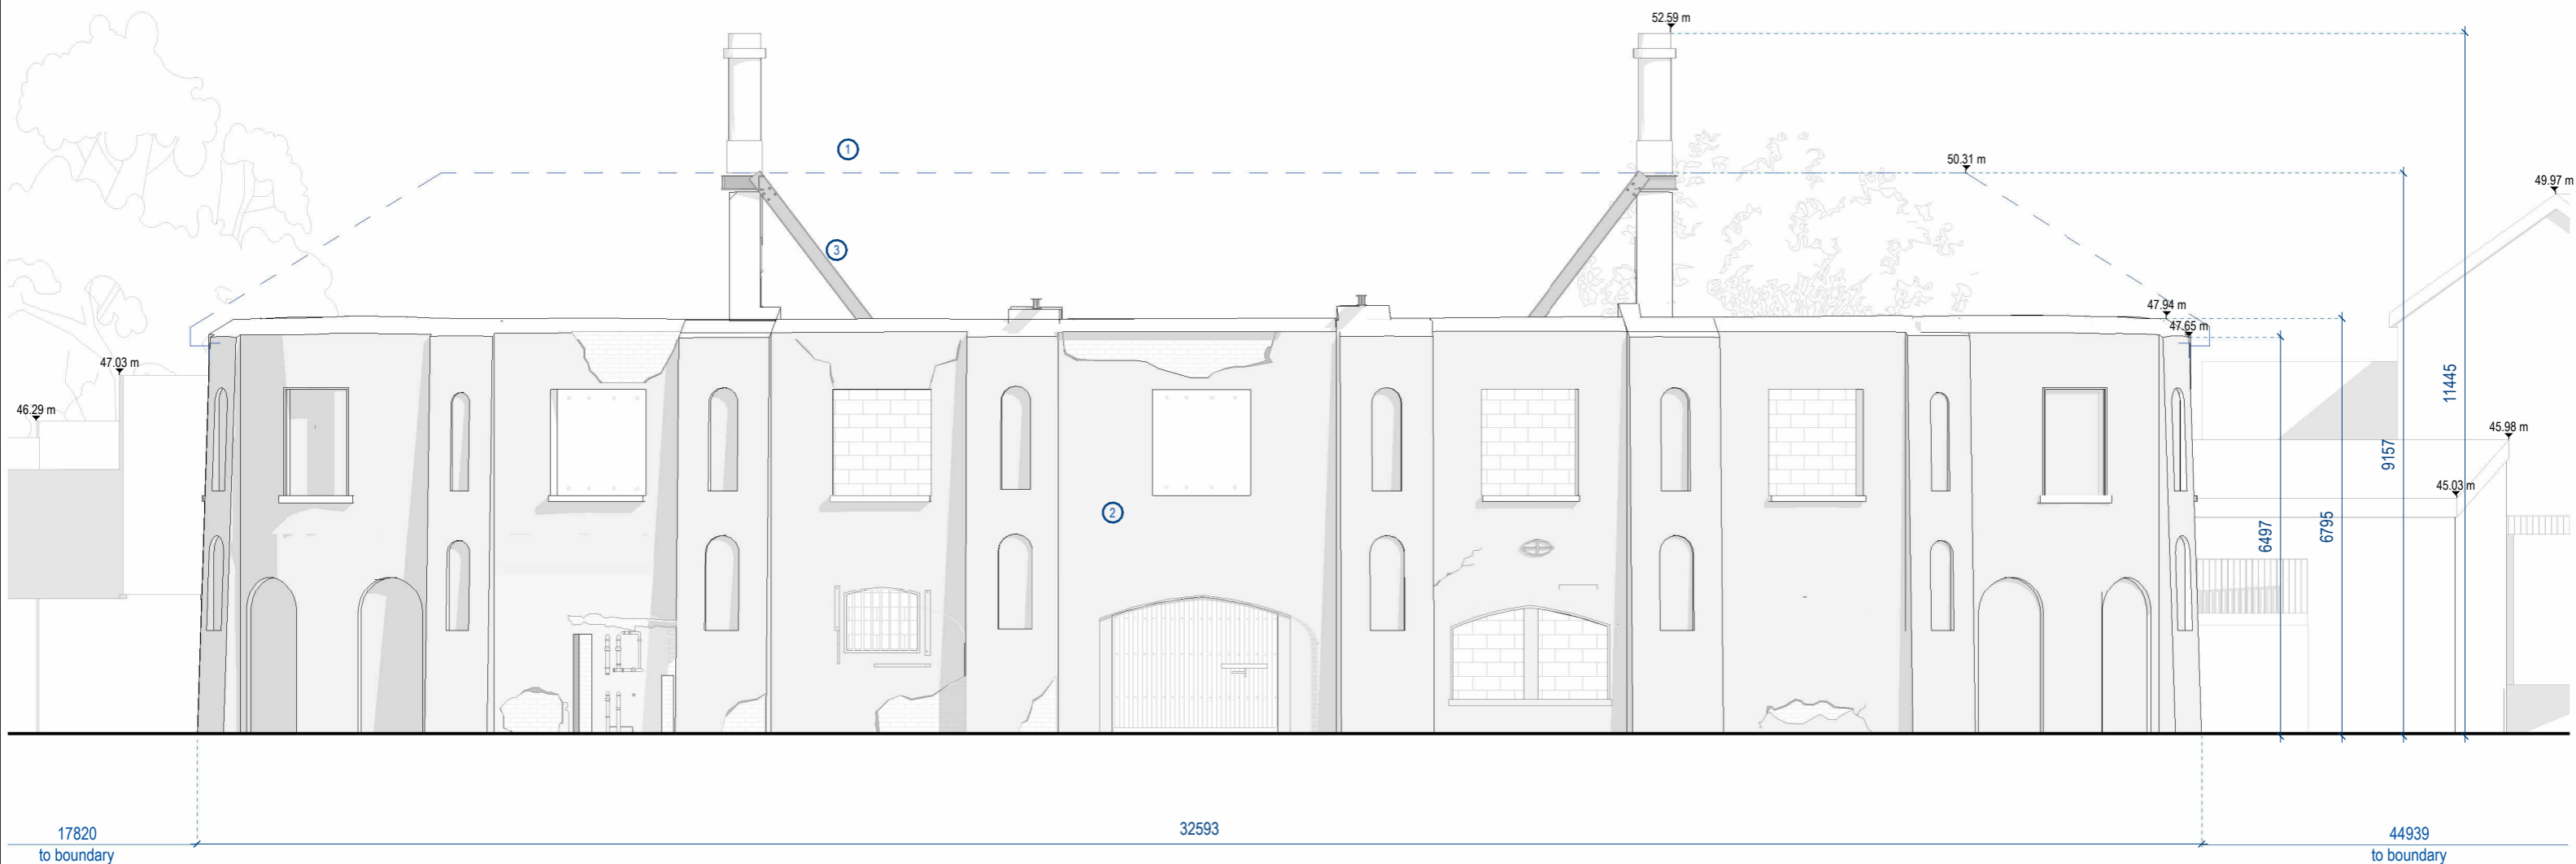 52.59 m
1
50.31 m
49.97 m
3
47.94 m
47.65 m
47.03 m
46.29 m
11445
9157
45.98 m
45.03 m
2
6497
6795
17820
to boundary
32593
44939
to boundary